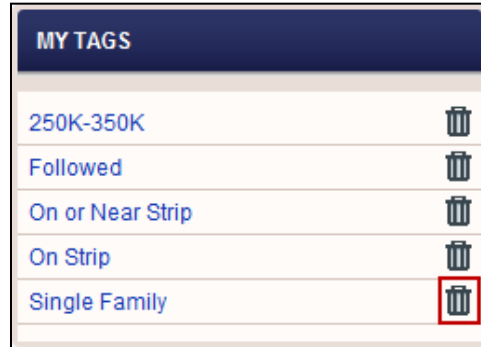 MY TAGS
250K-350K
Followed
On or Near Strip
On Strip
Single Family